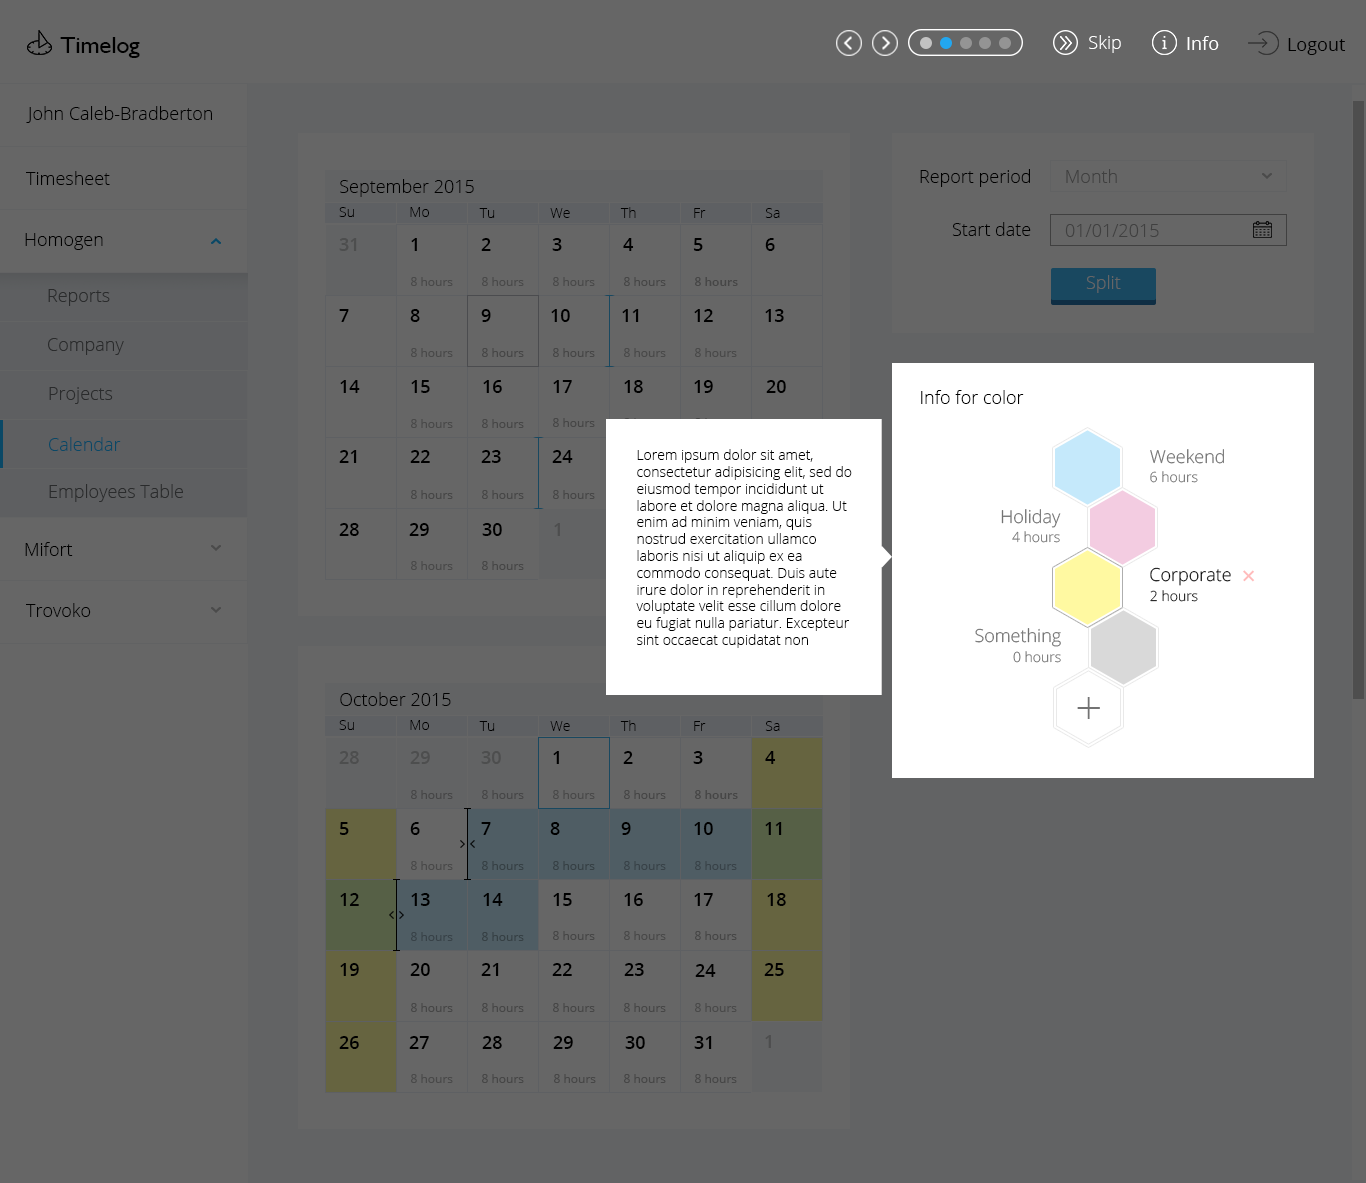 Timelog
Skip
Info
Logout
John Caleb-Bradberton
Timesheet
Homogen
Reports
Company
Projects
Calendar
Employees Table
Mifort
Trovoko
September 2015
Su Mo Tu We Th Fr Sa
31 1 2 3 4 5 6
8 hours 8 hours 8 hours 8 hours 8 hours
7 8 9 10 11 12 13
8 hours 8 hours 8 hours 8 hours 8 hours
14 15 16 17 18 19 20
8 hours 8 hours 8 hours
21 22 23 24
8 hours 8 hours 8 hours
28 29 30 1
8 hours 8 hours
October 2015
Su Mo Tu We Th Fr Sa
28 29 30 1 2 3 4
8 hours 8 hours 8 hours 8 hours 8 hours
5 6 7 8 9 10 11
8 hours 8 hours 8 hours 8 hours 8 hours
12 13 14 15 16 17 18
8 hours 8 hours 8 hours 8 hours 8 hours
19 20 21 22 23 24 25
8 hours 8 hours 8 hours 8 hours 8 hours
26 27 28 29 30 31 1
8 hours 8 hours 8 hours 8 hours 8 hours
Report period Month
Start date 01/01/2015
Split
Lorem ipsum dolor sit amet,
consectetur adipisicing elit, sed do
eiusmod tempor incididunt ut
labore et dolore magna aliqua. Ut
enim ad minim veniam, quis
nostrud exercitation ullamco
laboris nisi ut aliquip ex ea
commodo consequat. Duis aute
irure dolor in reprehenderit in
voluptate velit esse cillum dolore
eu fugiat nulla pariatur. Excepteur
sint occaecat cupidatat non
Info for color
Weekend
6 hours
Holiday
4 hours
Corporate
2 hours
Something
0 hours